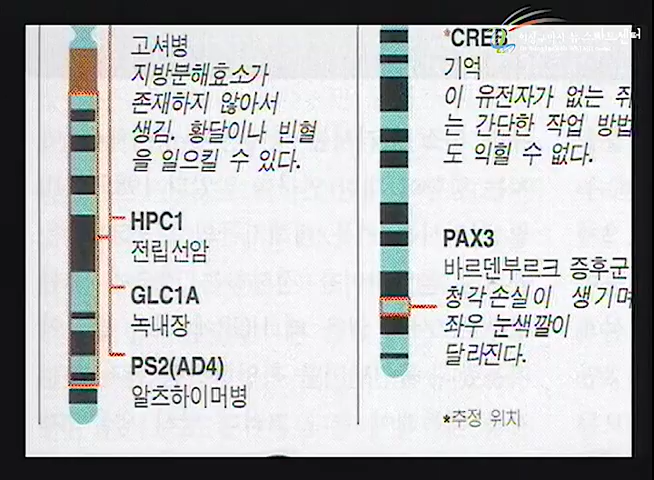 고셔병
지방분해효소가
존재하지 않아서
생김. 황달이나 빈혈
을 일으킬 수 있다.
HPC1
전립선암
GLC1A
녹내장
PS2(AD4)
알츠하이머병
*CREB
기억
이 유전자가 없는 쥐
는 간단한 작업 방법
도 익힐 수 없다.
PAX3
바르덴부르크 증후군
청각손실이 생기며
좌우 눈색깔이
달라진다.
*추정 위치